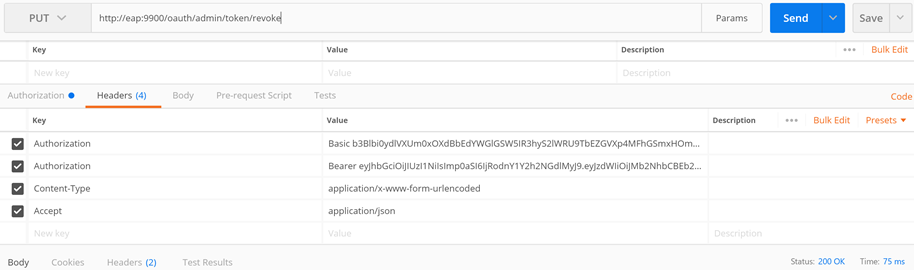 PUT http://eap:9900/oauth/admin/token/revoke Params Send Save
Key Value Description ••• Bulk Edit
New key Value Description
Authorization Headers (4) Body Pre-request Script Tests Code
Key Value Description ••• Bulk Edit Presets
Authorization Basic b3Blbi0ydlVXUm0xOXdBbEdYWGlGSW5IR3hyS2lWRU9TbEZGVXp4MFhGSmxHOm...
Authorization Bearer eyJhbGciOiJIUzI1NiIsImp0aSI6IjRodnY1Y2h2NGdlMyJ9.eyJzdWIiOiJMb2NhbCBEb2...
Content-Type application/x-www-form-urlencoded
Accept application/json
New key Value Description
Body Cookies Headers (2) Test Results Status: 200 OK Time: 75 ms